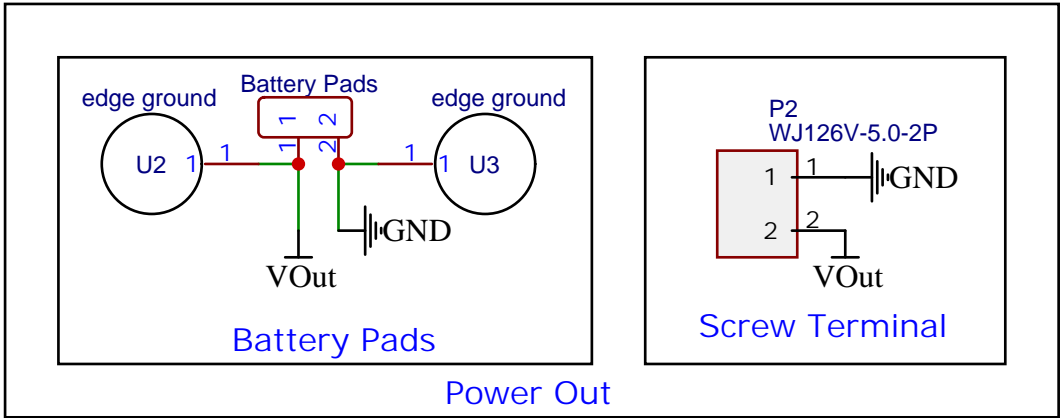 Battery Pads
edge ground
edge ground
1
2
1
2
U2
1
1
1
1
U3
GND
VOut
Battery Pads
P2
WJ126V-5.0-2P
1
1
GND
2
2
VOut
Screw Terminal
Power Out